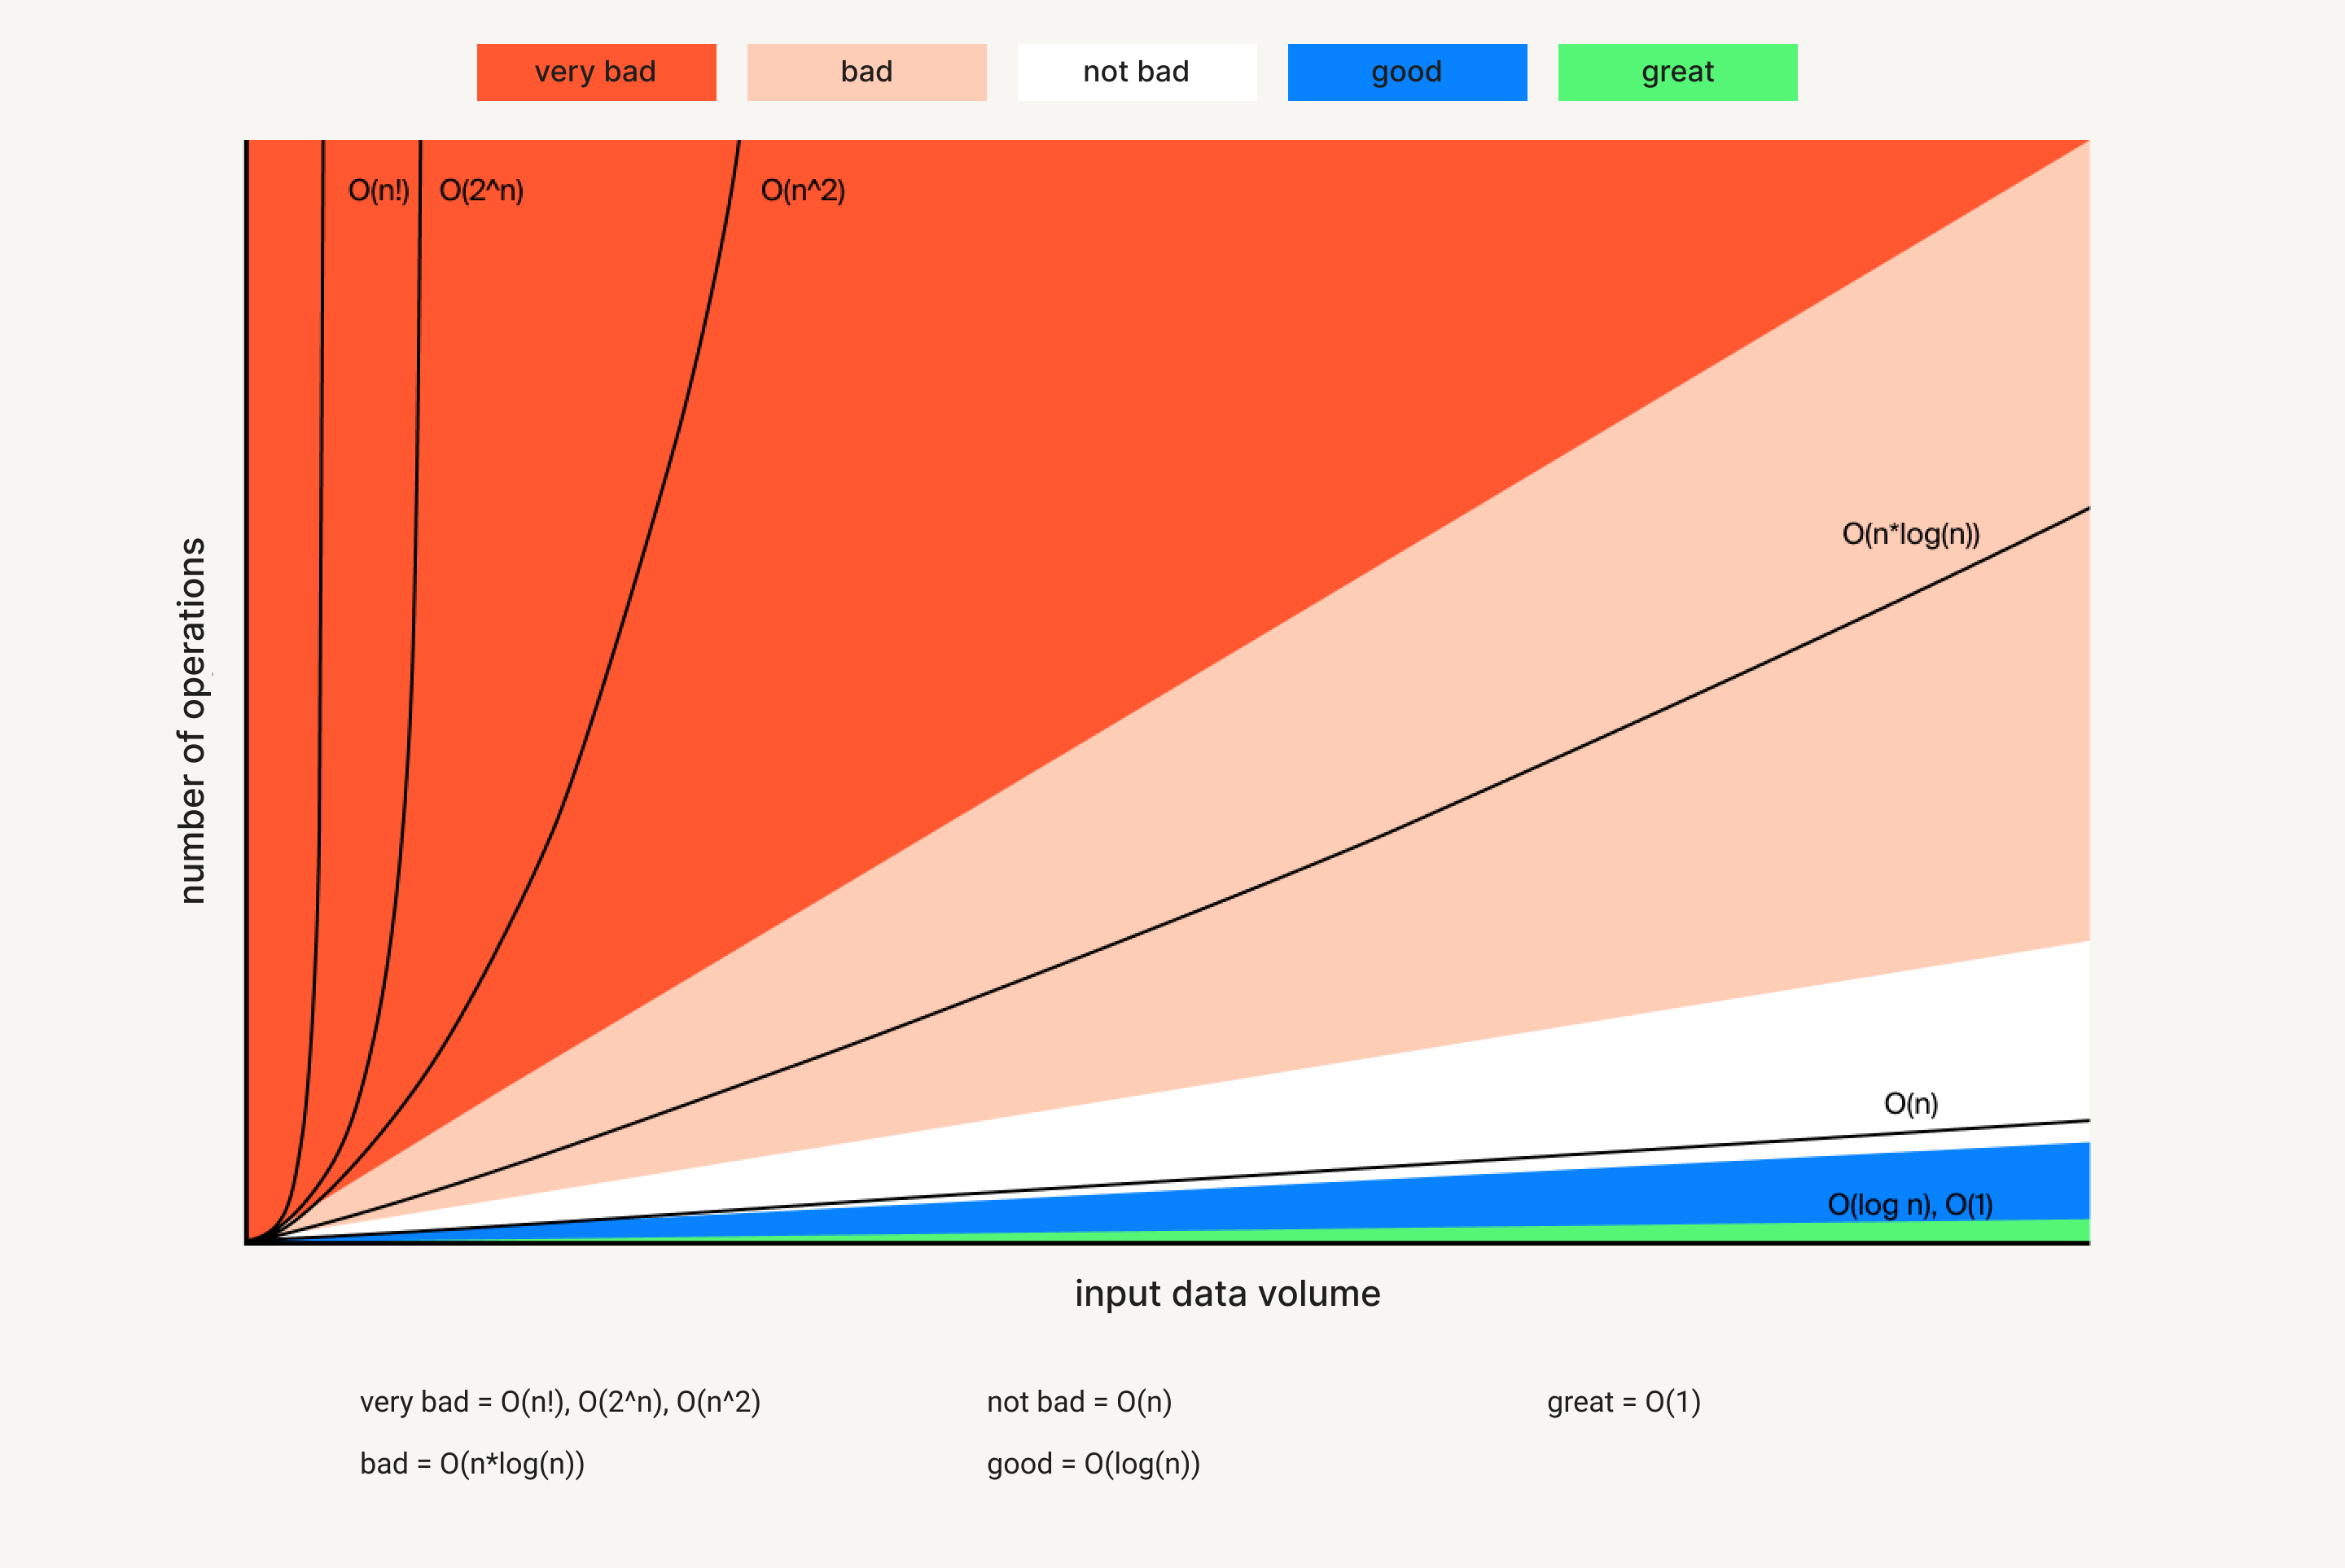 very bad
bad
not bad
good
great
O(n!)
O(2^n)
O(n^2)
O(n*log(n))
number of operations
O(n)
O(log n), O(1)
input data volume
very bad = O(n!), O(2^n), O(n^2)
not bad = O(n)
great = O(1)
bad = O(n*log(n))
good = O(log(n))